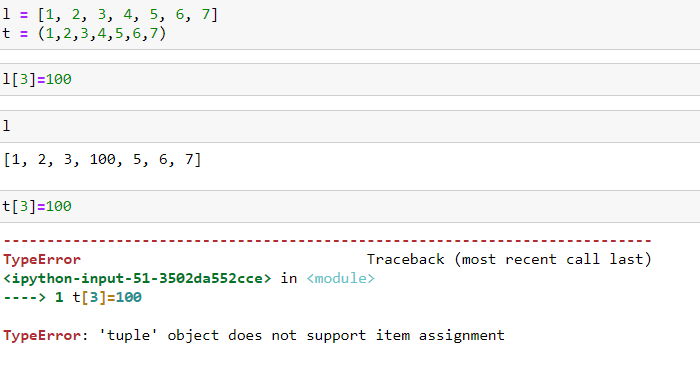 l = [1, 2, 3, 4, 5, 6, 7]
t = (1,2,3,4,5,6,7)
l[3]=100
l
[1, 2, 3, 100, 5, 6, 7]
t[3]=100
---------------------------------------------------------------------------
TypeError                                 Traceback (most recent call last)
<ipython-input-51-3502da552cce> in <module>
----> 1 t[3]=100
TypeError: 'tuple' object does not support item assignment